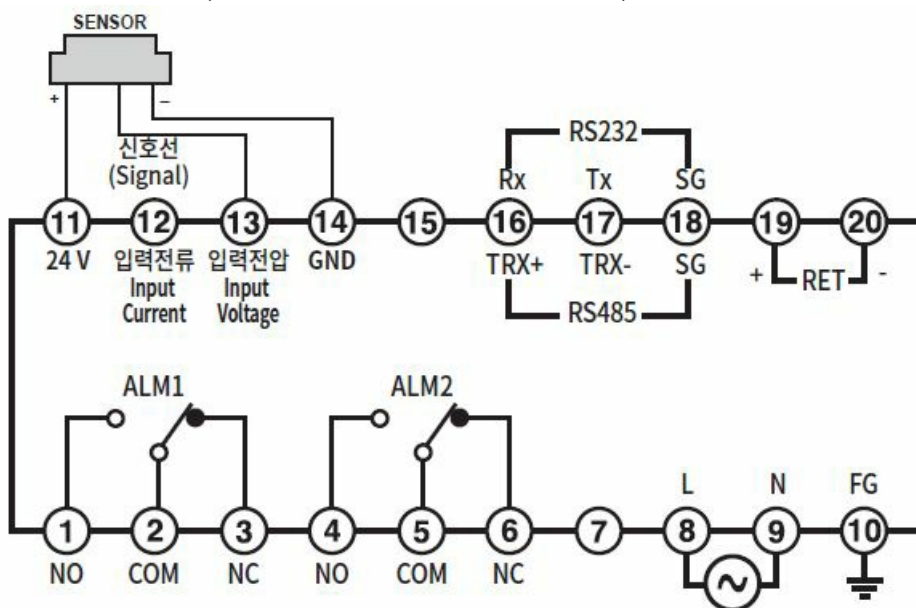 SENSOR
+ -
신호선
(Signal)
RS232
Rx Tx SG
11 12 13 14 15 16 17 18 19 20
24 V 입력전류 입력전압 GND TRX+ TRX- SG + RET -
Input Input
Current Voltage
RS485
ALM1 ALM2
L N FG
1 2 3 4 5 6 7 8 9 10
NO COM NC NO COM NC
~